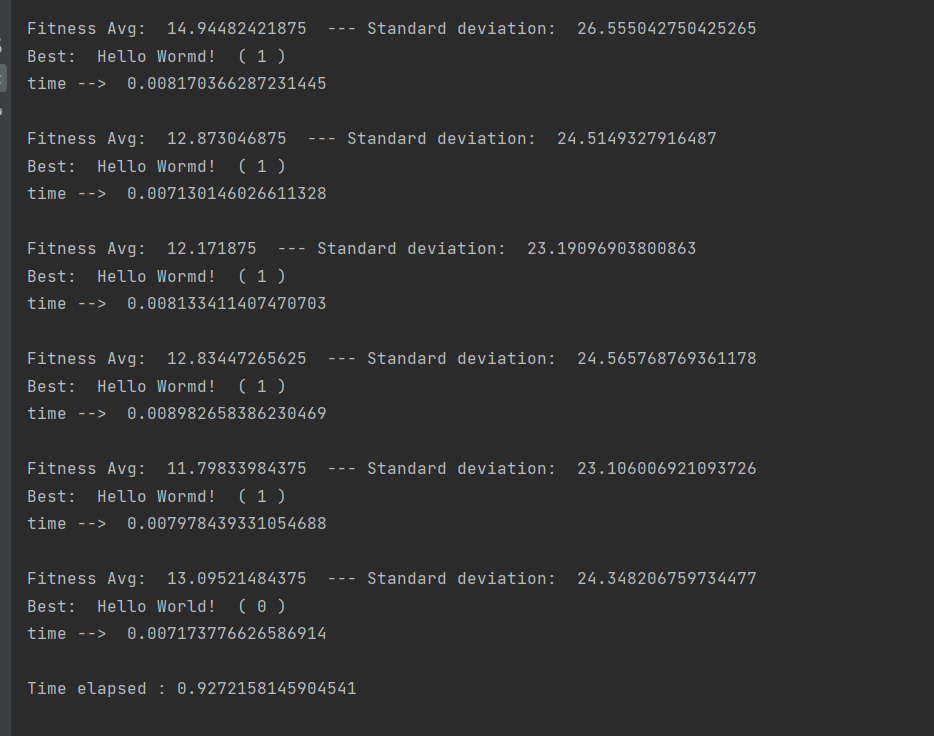 Fitness Avg:  14.94482421875  --- Standard deviation:  26.555042750425265
Best:  Hello Wormd!  ( 1 )
time -->  0.008170366287231445
Fitness Avg:  12.873046875  --- Standard deviation:  24.5149327916487
Best:  Hello Wormd!  ( 1 )
time -->  0.007130146026611328
Fitness Avg:  12.171875  --- Standard deviation:  23.19096903800863
Best:  Hello Wormd!  ( 1 )
time -->  0.008133411407470703
Fitness Avg:  12.83447265625  --- Standard deviation:  24.565768769361178
Best:  Hello Wormd!  ( 1 )
time -->  0.008982658386230469
Fitness Avg:  11.79833984375  --- Standard deviation:  23.106006921093726
Best:  Hello Wormd!  ( 1 )
time -->  0.007978439331054688
Fitness Avg:  13.09521484375  --- Standard deviation:  24.348206759734477
Best:  Hello World!  ( 0 )
time -->  0.007173776626586914
Time elapsed : 0.9272158145904541